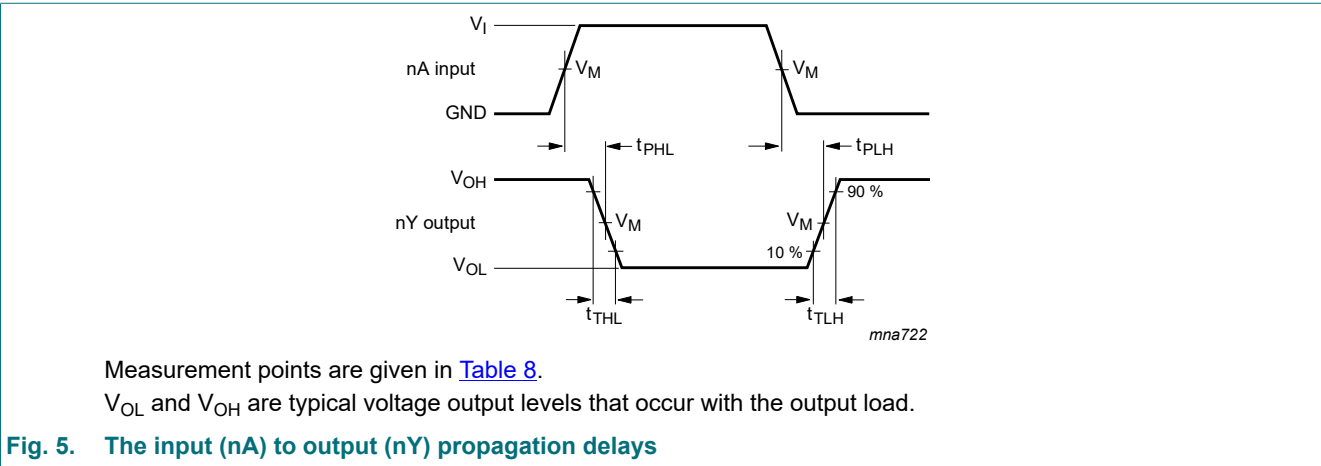 VI
nA input
VM
VM
GND
tPHL
tPLH
VOH
90 %
nY output
VM
VM
10 %
VOL
tTHL
tTLH
mna722
Measurement points are given in Table 8.
VOL and VOH are typical voltage output levels that occur with the output load.
Fig. 5. The input (nA) to output (nY) propagation delays